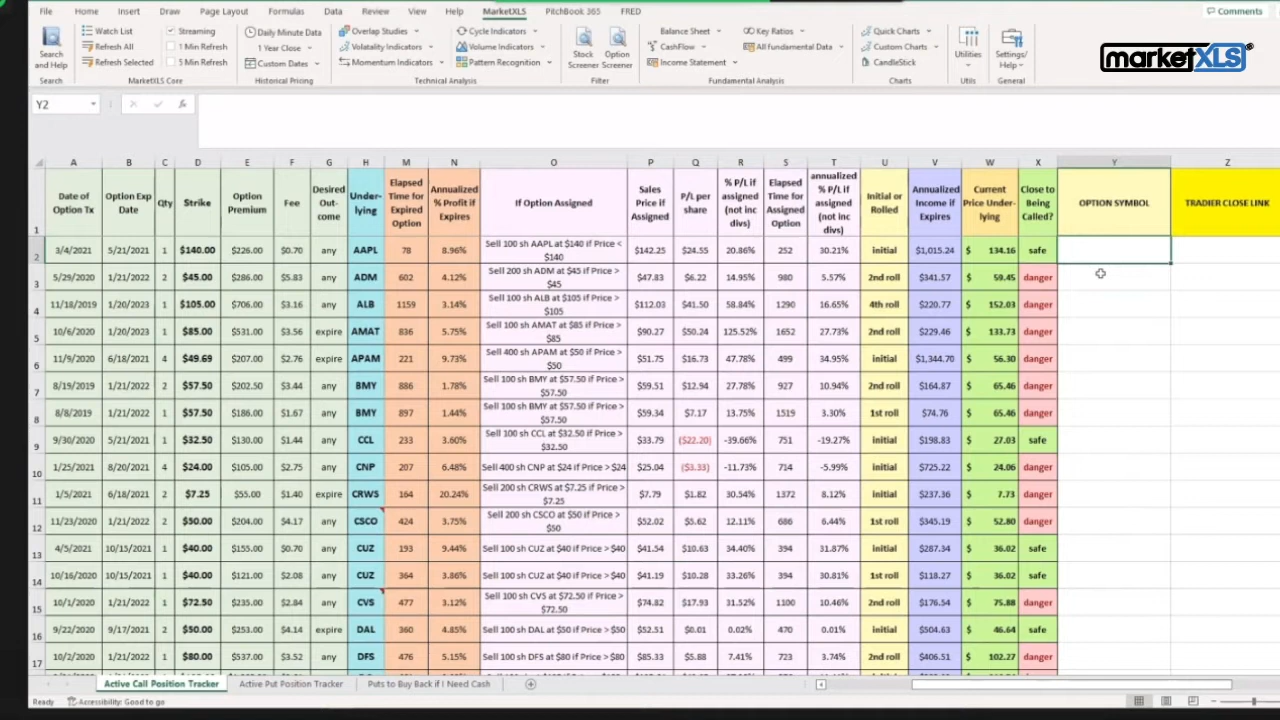 File Home Insert Draw Page Layout Formulas Data Review View Help MarketXLS PitchBook 365 FRED Comments
Search and Help
Watch List
Refresh All
Refresh Selected
Streaming
1 Min Refresh
5 Min Refresh
Daily Minute Data
1 Year Close
Custom Dates
Overlap Studies
Volatility Indicators
Momentum Indicators
Cycle Indicators
Volume Indicators
Pattern Recognition
Stock Screener
Option Screener
Balance Sheet
CashFlow
Income Statement
Key Ratios
All fundamental Data
Quick Charts
Custom Charts
CandleStick
Utilities
Settings/ Help
marketXLS®
Search MarketXLS Core Historical Pricing Technical Analysis Filter Fundamental Analysis Charts Utils General
Y2 fx
A B C D E F G H M N O P Q R S T U V W X Y Z
1 Date of Option Tx Option Exp Date Qty Strike Option Premium Fee Desired Out-come Under-lying Elapsed Time for Expired Option Annualized % Profit if Expires If Option Assigned Sales Price if Assigned P/L per share % P/L if assigned (not inc divs) Elapsed Time for Assigned Option annualized % P/L if assigned (not inc divs) Initial or Rolled Annualized Income if Expires Current Price Under-lying Close to Being Called? OPTION SYMBOL TRADIER CLOSE LINK
2 3/4/2021 5/21/2021 1 $140.00 $226.00 $0.70 any AAPL 78 8.96% Sell 100 sh AAPL at $140 if Price < $140 $142.25 $24.55 20.86% 252 30.21% initial $1,015.24 $ 134.16 safe
3 5/29/2020 1/21/2022 2 $45.00 $286.00 $5.83 any ADM 602 4.12% Sell 200 sh ADM at $45 if Price > $45 $47.83 $6.22 14.95% 980 5.57% 2nd roll $341.57 $ 59.45 danger
4 11/18/2019 1/20/2023 1 $105.00 $706.00 $3.16 any ALB 1159 3.14% Sell 100 sh ALB at $105 if Price > $105 $112.03 $41.50 58.84% 1290 16.65% 4th roll $220.77 $ 152.03 danger
5 10/6/2020 1/20/2023 1 $85.00 $531.00 $3.56 expire AMAT 836 5.75% Sell 100 sh AMAT at $85 if Price > $85 $90.27 $50.24 125.52% 1652 27.73% 2nd roll $229.46 $ 133.73 danger
6 11/9/2020 6/18/2021 4 $49.69 $207.00 $2.76 expire APAM 221 9.73% Sell 400 sh APAM at $50 if Price > $50 $51.75 $16.73 47.78% 499 34.95% initial $1,344.70 $ 56.30 danger
7 8/19/2019 1/21/2022 2 $57.50 $202.50 $3.44 any BMY 886 1.78% Sell 100 sh BMY at $57.50 if Price > $57.50 $59.51 $12.94 27.78% 927 10.94% 2nd roll $164.87 $ 65.46 danger
8 8/8/2019 1/21/2022 1 $57.50 $186.00 $1.67 any BMY 897 1.44% Sell 100 sh BMY at $57.50 if Price > $57.50 $59.34 $7.17 13.75% 1519 3.30% 1st roll $74.76 $ 65.46 danger
9 9/30/2020 5/21/2021 1 $32.50 $130.00 $1.44 any CCL 233 3.60% Sell 100 sh CCL at $32.50 if Price > $32.50 $33.79 ($22.20) -39.66% 751 -19.27% initial $198.83 $ 27.03 safe
10 1/25/2021 8/20/2021 4 $24.00 $105.00 $2.75 any CNP 207 6.48% Sell 400 sh CNP at $24 if Price > $24 $25.04 ($3.33) -11.73% 714 -5.99% initial $725.22 $ 24.06 danger
11 1/5/2021 6/18/2021 2 $7.25 $55.00 $1.40 expire CRWS 164 20.24% Sell 200 sh CRWS at $7.25 if Price > $7.25 $7.79 $1.82 30.54% 1372 8.12% initial $237.36 $ 7.73 danger
12 11/23/2020 1/21/2022 2 $50.00 $204.00 $4.17 any CSCO 424 3.75% Sell 200 sh CSCO at $50 if Price > $50 $52.02 $5.62 12.11% 686 6.44% 1st roll $345.19 $ 52.80 danger
13 4/5/2021 10/15/2021 1 $40.00 $155.00 $0.70 any CUZ 193 9.44% Sell 100 sh CUZ at $40 if Price > $40 $41.54 $10.63 34.40% 394 31.87% initial $287.34 $ 36.02 safe
14 10/16/2020 10/15/2021 1 $40.00 $121.00 $2.08 any CUZ 364 3.86% Sell 100 sh CUZ at $40 if Price > $40 $41.19 $10.28 33.26% 394 30.81% 1st roll $118.27 $ 36.02 safe
15 10/1/2020 1/21/2022 1 $72.50 $235.00 $2.84 any CVS 477 3.12% Sell 100 sh CVS at $72.50 if Price > $72.50 $74.82 $17.93 31.52% 1100 10.46% 2nd roll $176.54 $ 75.88 danger
16 9/22/2020 9/17/2021 2 $50.00 $253.00 $4.14 expire DAL 360 4.85% Sell 100 sh DAL at $50 if Price > $50 $52.51 $0.01 0.02% 470 0.01% initial $504.63 $ 46.64 safe
17 10/2/2020 1/21/2022 1 $80.00 $537.00 $3.52 any DFS 476 5.15% Sell 100 sh DFS at $80 if Price > $80 $85.33 $5.88 7.41% 723 3.74% 2nd roll $406.51 $ 102.27 danger
Active Call Position Tracker Active Put Position Tracker Puts to Buy Back if I Need Cash
Ready Accessibility: Good to go